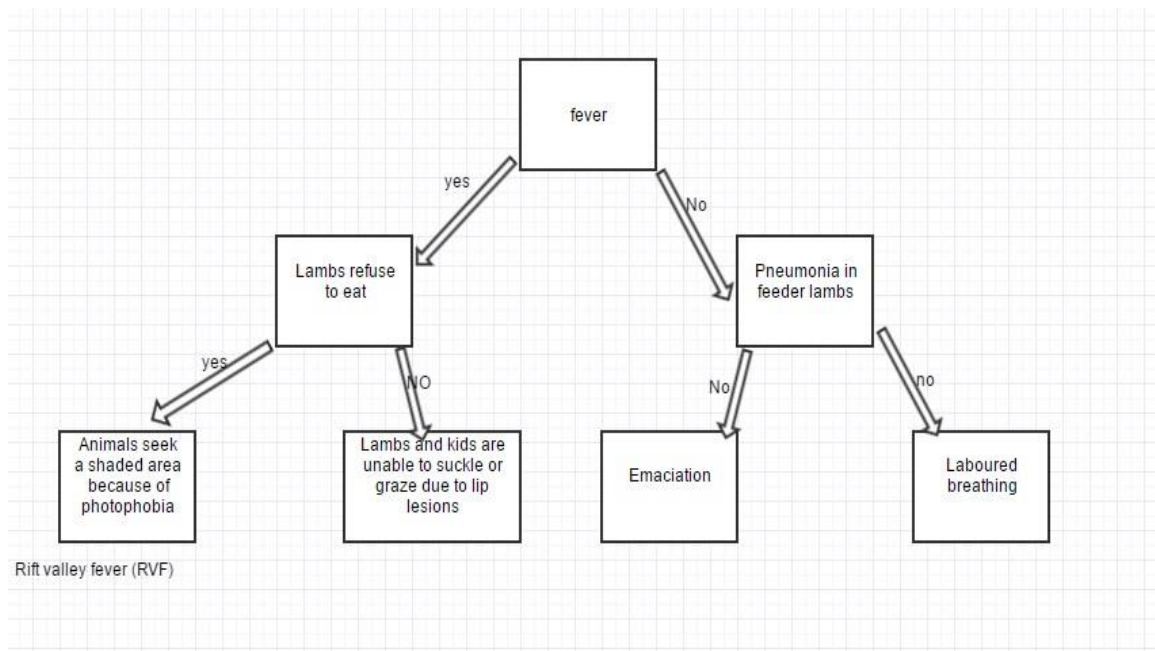 fever
yes
No
Lambs refuse
to eat
Pneumonia in
feeder lambs
yes
NO
No
no
Animals seek
a shaded area
because of
photophobia
Lambs and kids are
unable to suckle or
graze due to lip
lesions
Emaciation
Laboured
breathing
Rift valley fever (RVF)